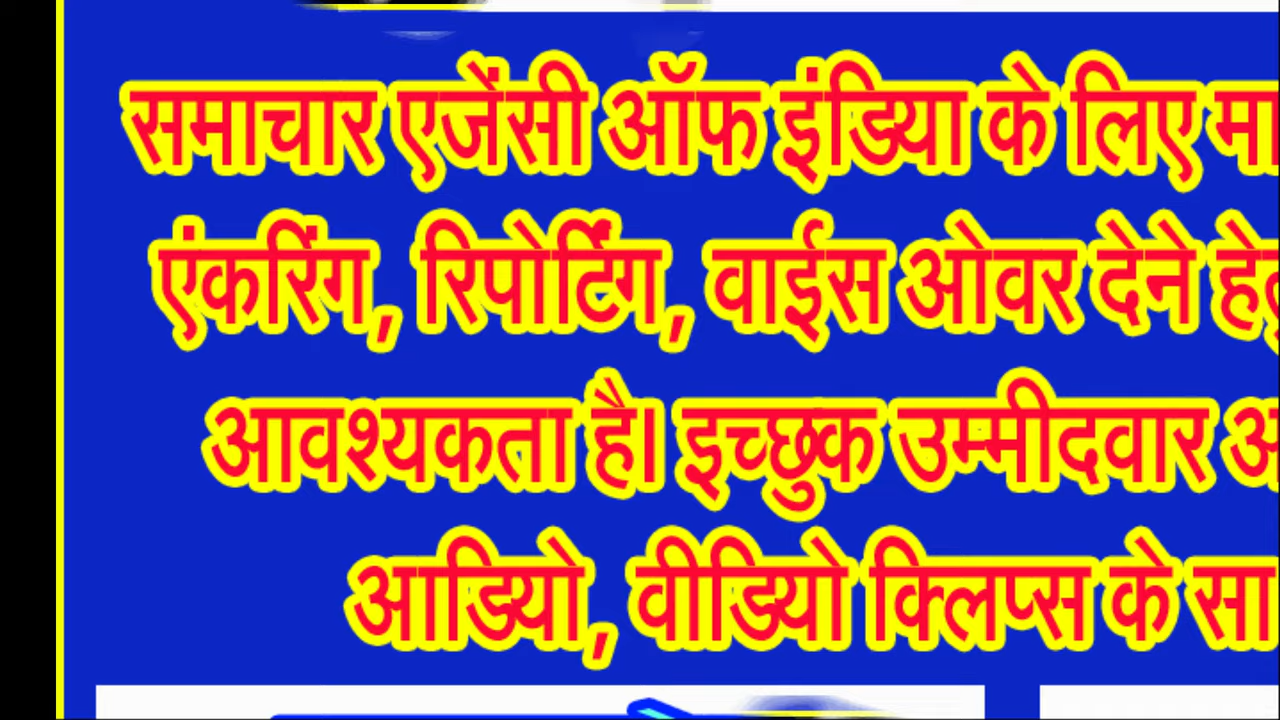 समाचार एजेंसी ऑफ इंडिया के लिए
एंकरिंग, रिपोर्टिंग, वाईस ओवर देने
आवश्यकता है। इच्छुक उम्मीदवार
आडियो, वीडियो क्लिप्स के